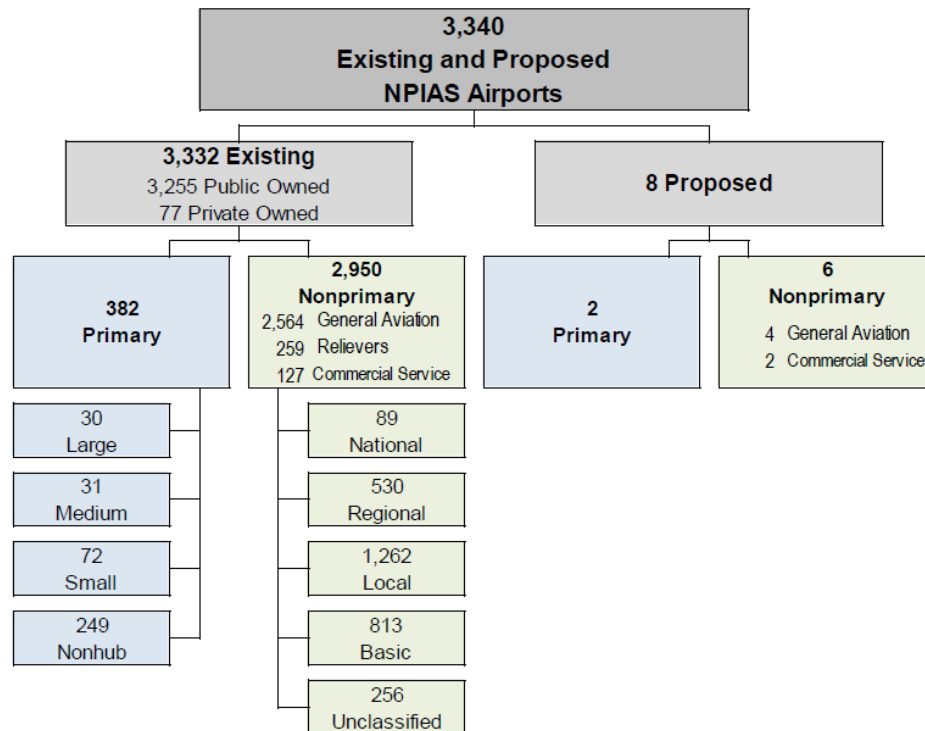 3,340
Existing and Proposed
NPIAS Airports
3,332 Existing
3,255 Public Owned
77 Private Owned
8 Proposed
382
Primary
2,950
Nonprimary
2,564 General Aviation
259 Relievers
127 Commercial Service
2
Primary
6
Nonprimary
4 General Aviation
2 Commercial Service
30
Large
31
Medium
72
Small
249
Nonhub
89
National
530
Regional
1,262
Local
813
Basic
256
Unclassified